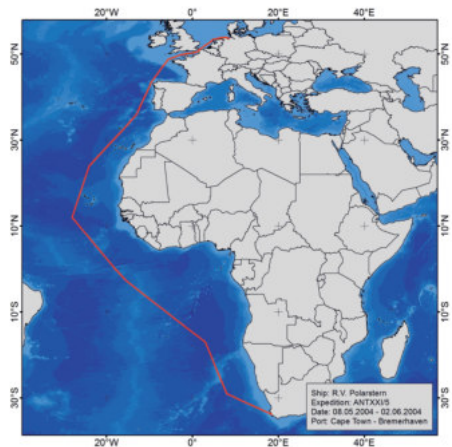 20°W 0° 20°E 40°E
50°N 50°N
30°N 30°N
10°N 10°N
10°S 10°S
30°S 30°S
Ship: R.V. Polarstern
Expedition: ANTXXI/5
Date: 08.05.2004 - 02.06.2004
Port: Cape Town - Bremerhaven
20°W 0° 20°E 40°E